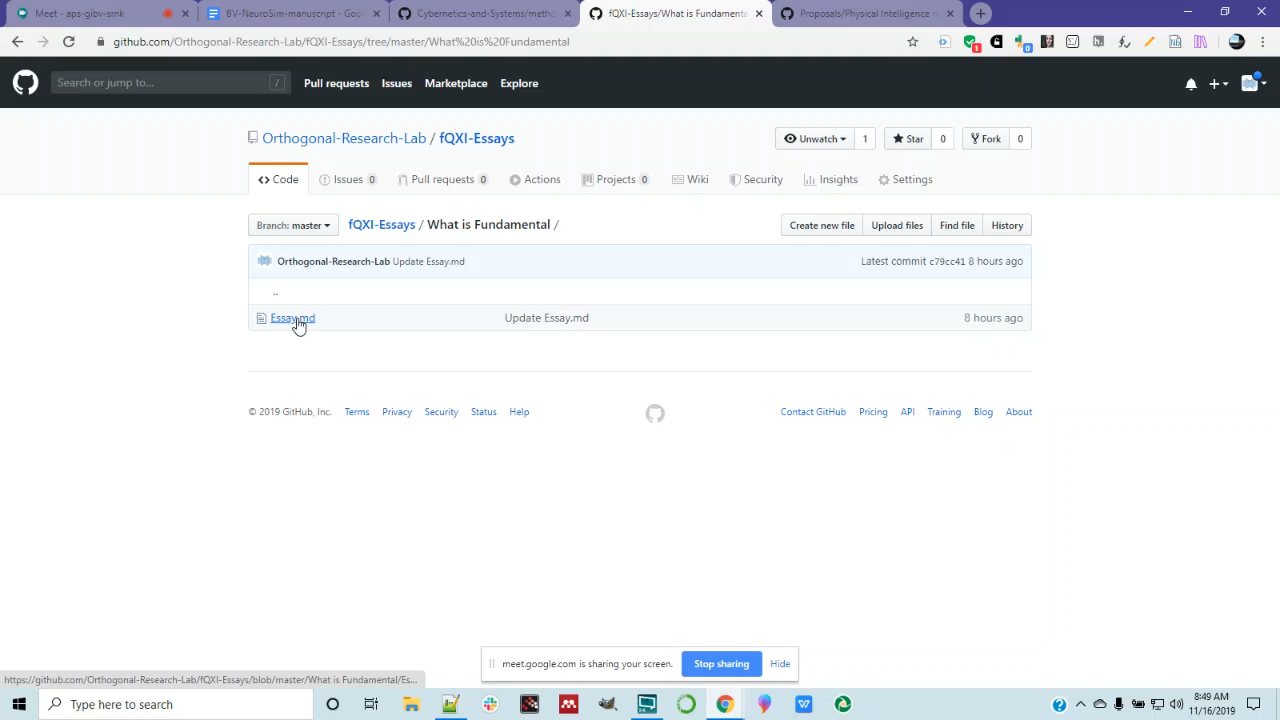 Meet - aps-gibv-smk
BV-NeuroSim-manuscript - Goo
Cybernetics-and-Systems/metho
fQXI-Essays/What is Fundamental
Proposals/Physical Intelligence n
github.com/Orthogonal-Research-Lab/fQXI-Essays/tree/master/What%20is%20Fundamental
1
0
Search or jump to...
/
Pull requests
Issues
Marketplace
Explore
Orthogonal-Research-Lab / fQXI-Essays
Unwatch 1
Star 0
Fork 0
Code
Issues 0
Pull requests 0
Actions
Projects 0
Wiki
Security
Insights
Settings
Branch: master
fQXI-Essays / What is Fundamental /
Create new file
Upload files
Find file
History
Orthogonal-Research-Lab Update Essay.md
Latest commit c79cc41 8 hours ago
..
Essay.md
Update Essay.md
8 hours ago
© 2019 GitHub, Inc.
Terms
Privacy
Security
Status
Help
Contact GitHub
Pricing
API
Training
Blog
About
meet.google.com is sharing your screen.
Stop sharing
Hide
https://github.com/Orthogonal-Research-Lab/fQXI-Essays/blob/master/What is Fundamental/Es...
Type here to search
8:49 AM
11/16/2019